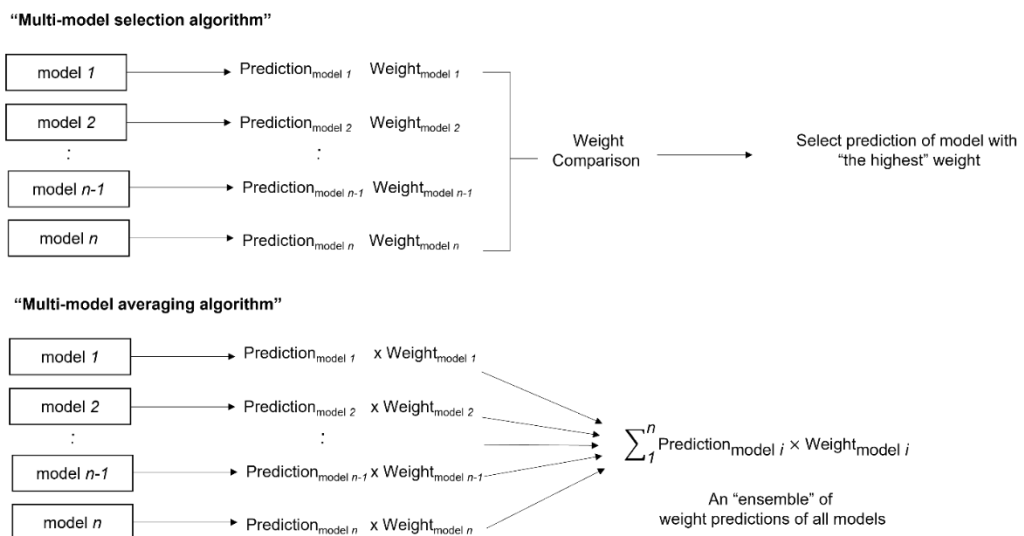 “Multi-model selection algorithm”
model 1 Prediction model 1 Weight model 1
model 2 Prediction model 2 Weight model 2
: :
model n-1 Prediction model n-1 Weight model n-1
model n Prediction model n Weight model n
Weight
Comparison
Select prediction of model with
“the highest” weight
“Multi-model averaging algorithm”
model 1 Prediction model 1 x Weight model 1
model 2 Prediction model 2 x Weight model 2
: :
model n-1 Prediction model n-1 x Weight model n-1
model n Prediction model n x Weight model n
∑ 1 n Prediction model i × Weight model i
An “ensemble” of
weight predictions of all models